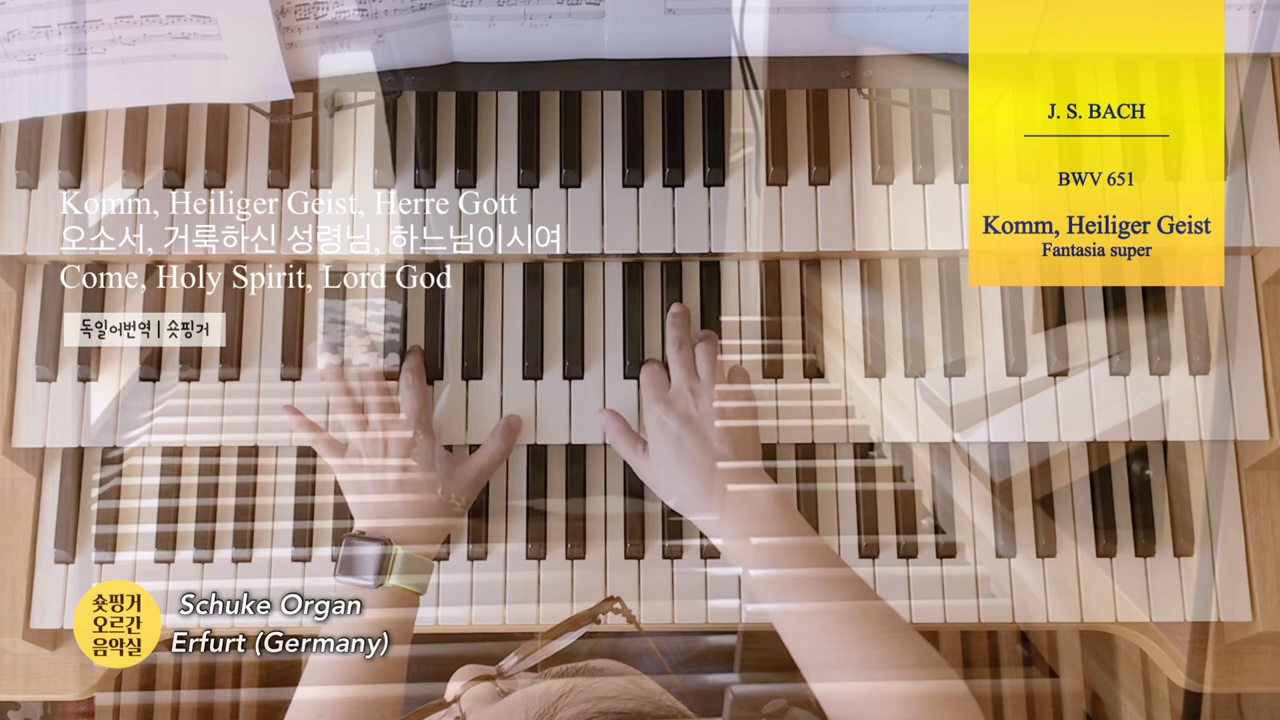 J. S. BACH
BWV 651
Komm, Heiliger Geist
Fantasia super
Komm, Heiliger Geist, Herre Gott
오소서, 거룩하신 성령님, 하느님이시여
Come, Holy Spirit, Lord God
독일어번역 | 숏핑거
숏핑거
오르간
음악실
Schuke Organ
Erfurt (Germany)